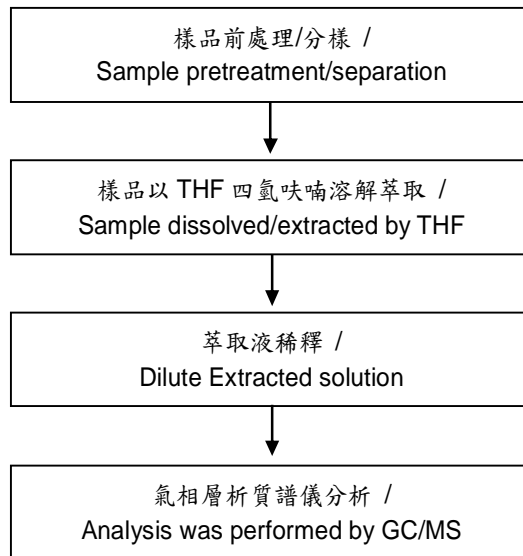 樣品前處理/分樣 /
Sample pretreatment/separation
樣品以 THF 四氫呋喃溶解萃取 /
Sample dissolved/extracted by THF
萃取液稀釋 /
Dilute Extracted solution
氣相層析質譜儀分析 /
Analysis was performed by GC/MS